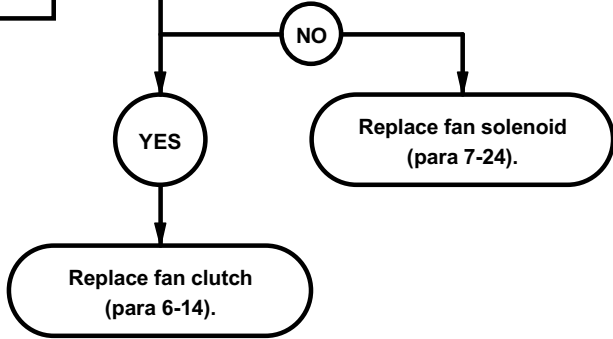 NO
YES
Replace fan solenoid
(para 7-24).
Replace fan clutch
(para 6-14).